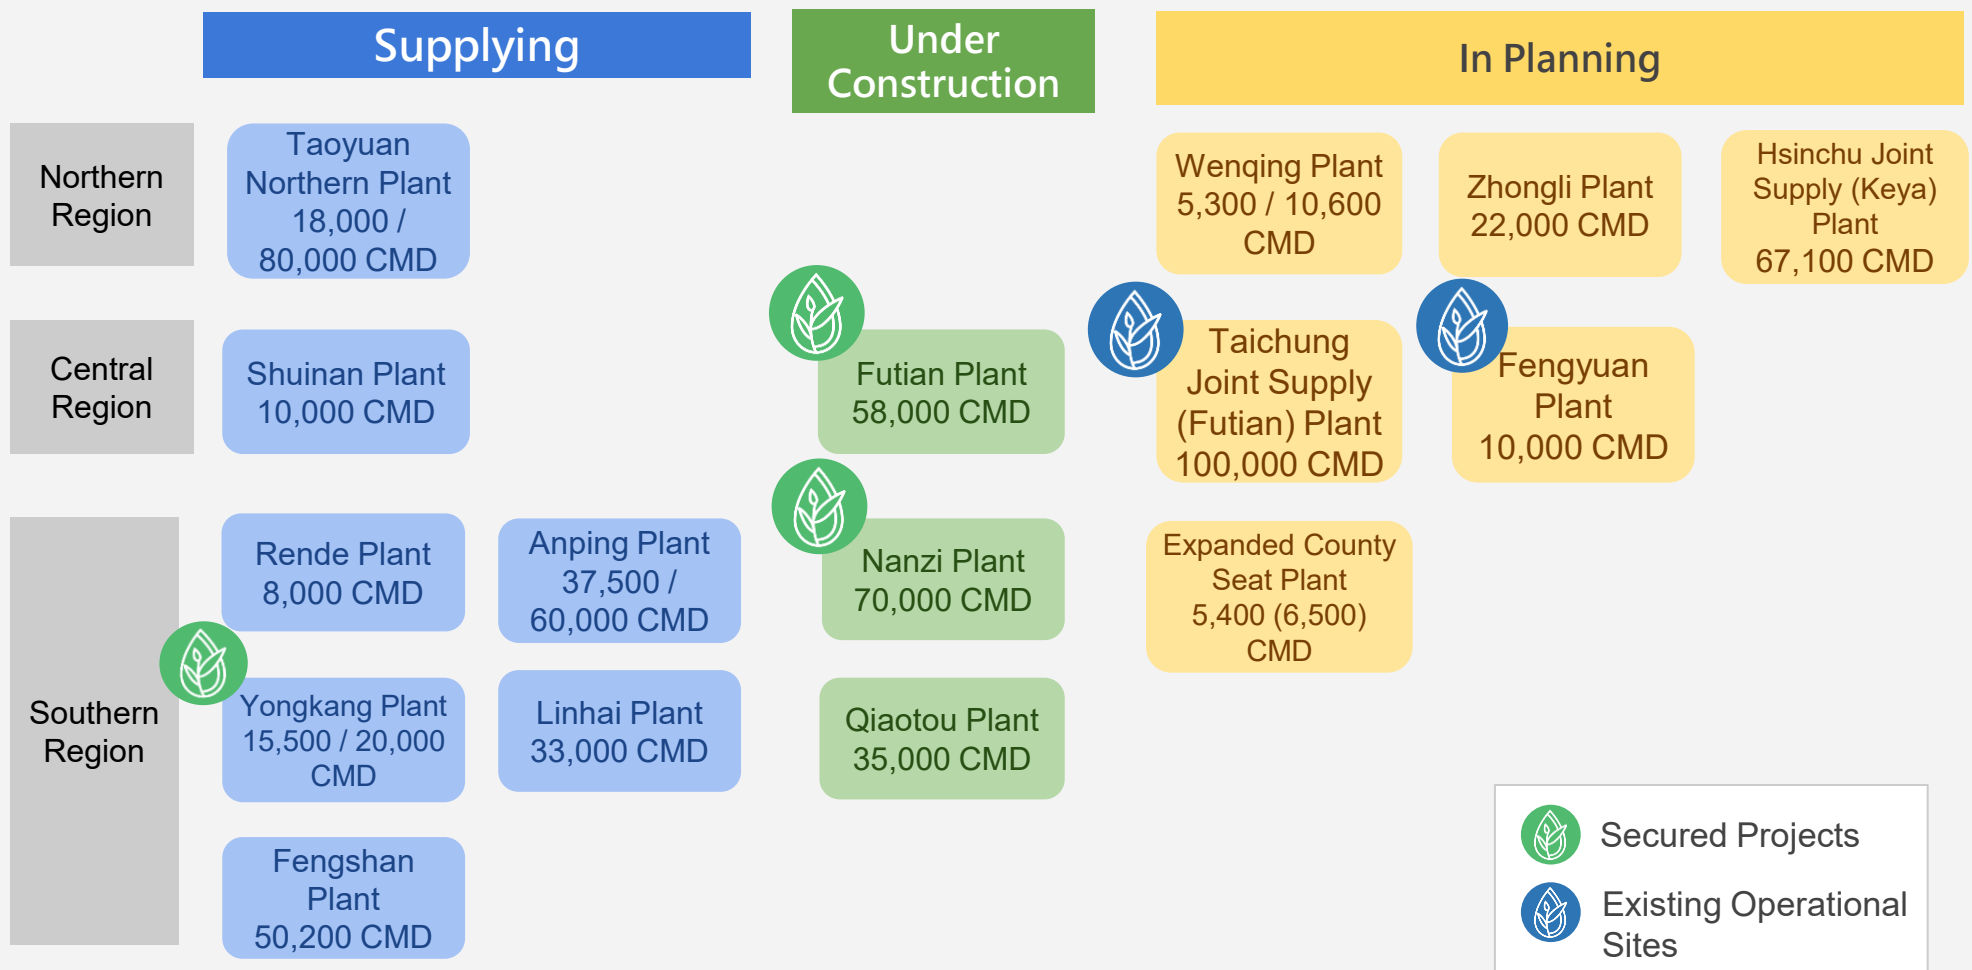 Supplying
Under
Construction
In Planning
Northern
Region
Taoyuan
Northern Plant
18,000 /
80,000 CMD
Wenqing Plant
5,300 / 10,600
CMD
Zhongli Plant
22,000 CMD
Hsinchu Joint
Supply (Keya)
Plant
67,100 CMD
Central
Region
Shuinan Plant
10,000 CMD
Futian Plant
58,000 CMD
Taichung
Joint Supply
(Futian) Plant
100,000 CMD
Fengyuan
Plant
10,000 CMD
Southern
Region
Rende Plant
8,000 CMD
Anping Plant
37,500 /
60,000 CMD
Nanzi Plant
70,000 CMD
Expanded County
Seat Plant
5,400 (6,500)
CMD
Yongkang Plant
15,500 / 20,000
CMD
Linhai Plant
33,000 CMD
Qiaotou Plant
35,000 CMD
Fengshan
Plant
50,200 CMD
Secured Projects
Existing Operational
Sites